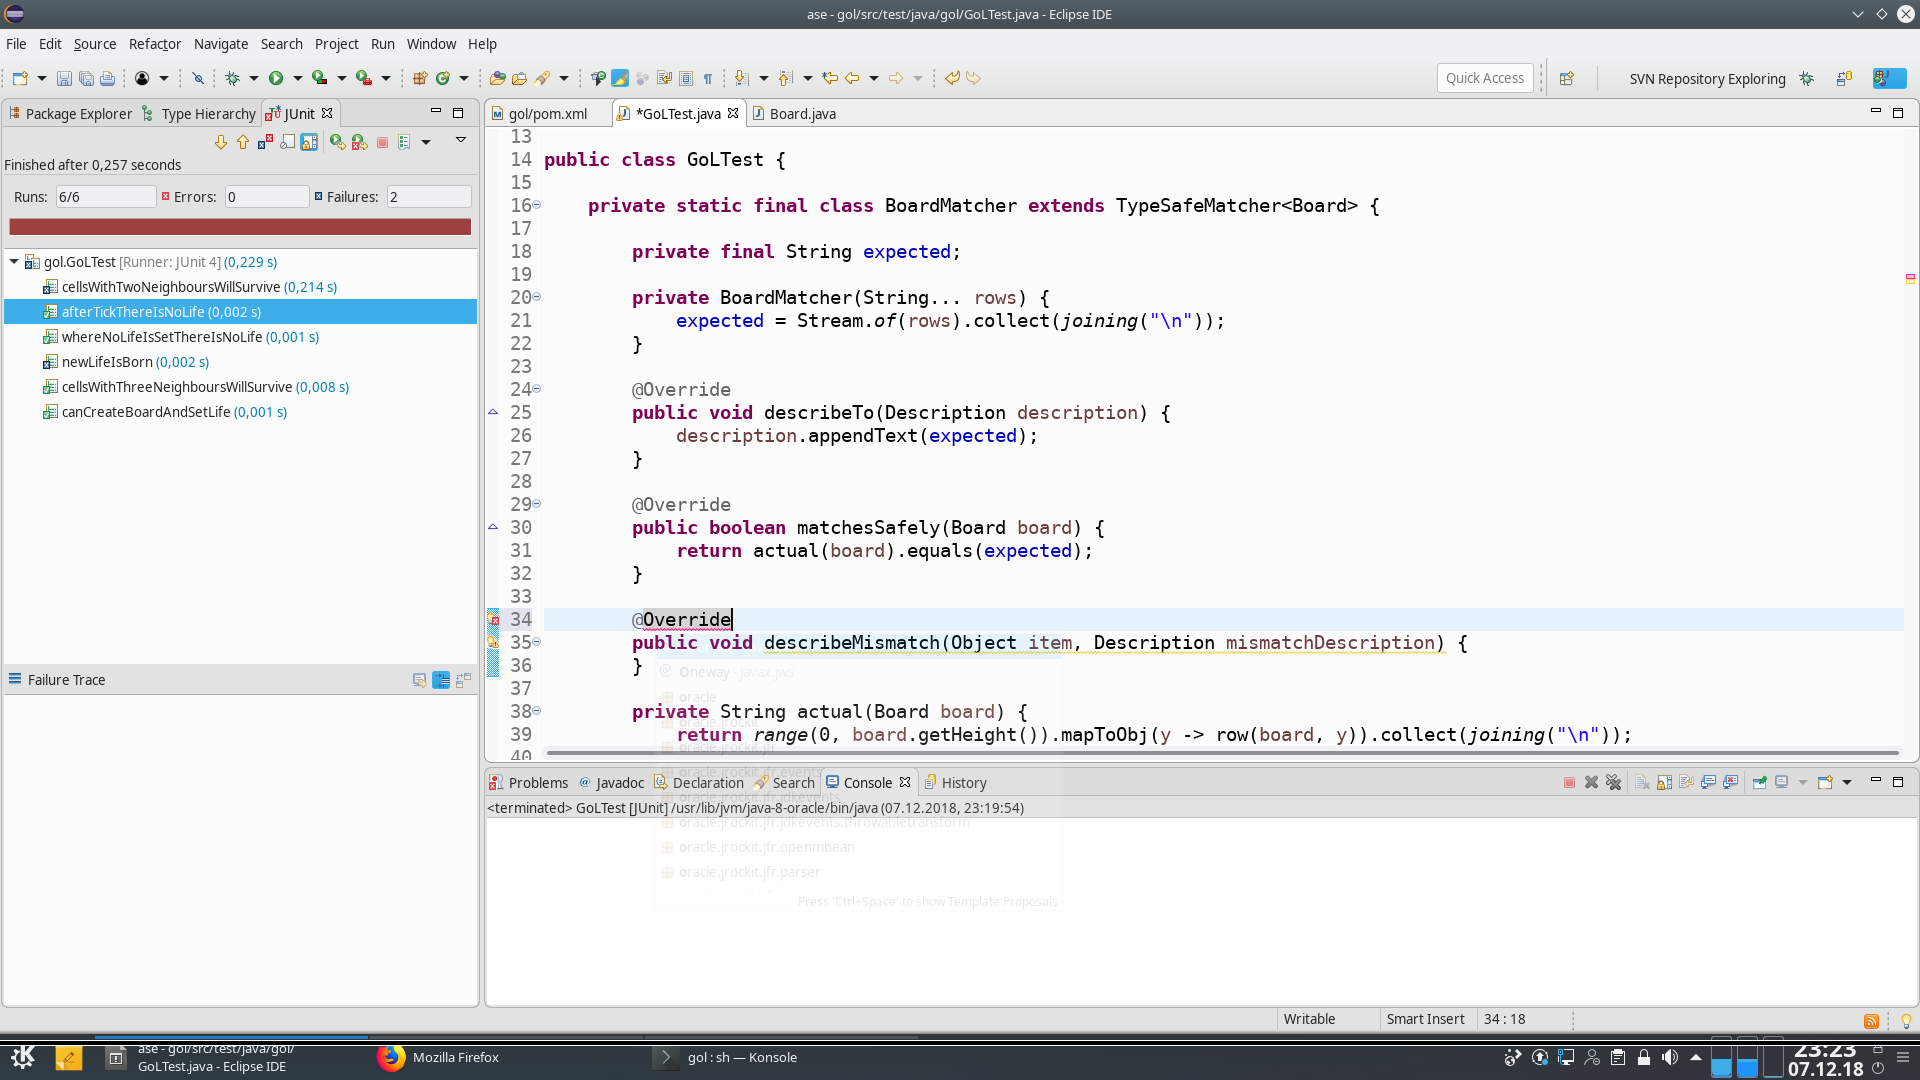 ase - gol/src/test/java/gol/GoLTest.java - Eclipse IDE
File Edit Source Refactor Navigate Search Project Run Window Help
Quick Access
SVN Repository Exploring
Package Explorer Type Hierarchy JUnit
Finished after 0,257 seconds
Runs: 6/6 Errors: 0 Failures: 2
gol.GoLTest [Runner: JUnit 4] (0,229 s)
cellsWithTwoNeighboursWillSurvive (0,214 s)
afterTickThereIsNoLife (0,002 s)
whereNoLifeIsSetThereIsNoLife (0,001 s)
newLifeIsBorn (0,002 s)
cellsWithThreeNeighboursWillSurvive (0,008 s)
canCreateBoardAndSetLife (0,001 s)
Failure Trace
gol/pom.xml *GoLTest.java Board.java
13
14 public class GoLTest {
15
16 private static final class BoardMatcher extends TypeSafeMatcher<Board> {
17
18 private final String expected;
19
20 private BoardMatcher(String... rows) {
21 expected = Stream.of(rows).collect(joining("\n"));
22 }
23
24 @Override
25 public void describeTo(Description description) {
26 description.appendText(expected);
27 }
28
29 @Override
30 public boolean matchesSafely(Board board) {
31 return actual(board).equals(expected);
32 }
33
34 @Override
35 public void describeMismatch(Object item, Description mismatchDescription) {
36 }
37
38 private String actual(Board board) {
39 return range(0, board.getHeight()).mapToObj(y -> row(board, y)).collect(joining("\n"));
40
Oneway - javax.jws
oracle
oracle.jrockit
oracle.jrockit.jfr
oracle.jrockit.jfr.events
oracle.jrockit.jfr.jdkevents
oracle.jrockit.jfr.jdkevents.throwabletransform
oracle.jrockit.jfr.openmbean
oracle.jrockit.jfr.parser
Press 'Ctrl+Space' to show Template Proposals
Problems Javadoc Declaration Search Console History
<terminated> GoLTest [JUnit] /usr/lib/jvm/java-8-oracle/bin/java (07.12.2018, 23:19:54)
Writable Smart Insert 34 : 18
ase - gol/src/test/java/gol/
GoLTest.java - Eclipse IDE
Mozilla Firefox
gol : sh — Konsole
23:23
07.12.18